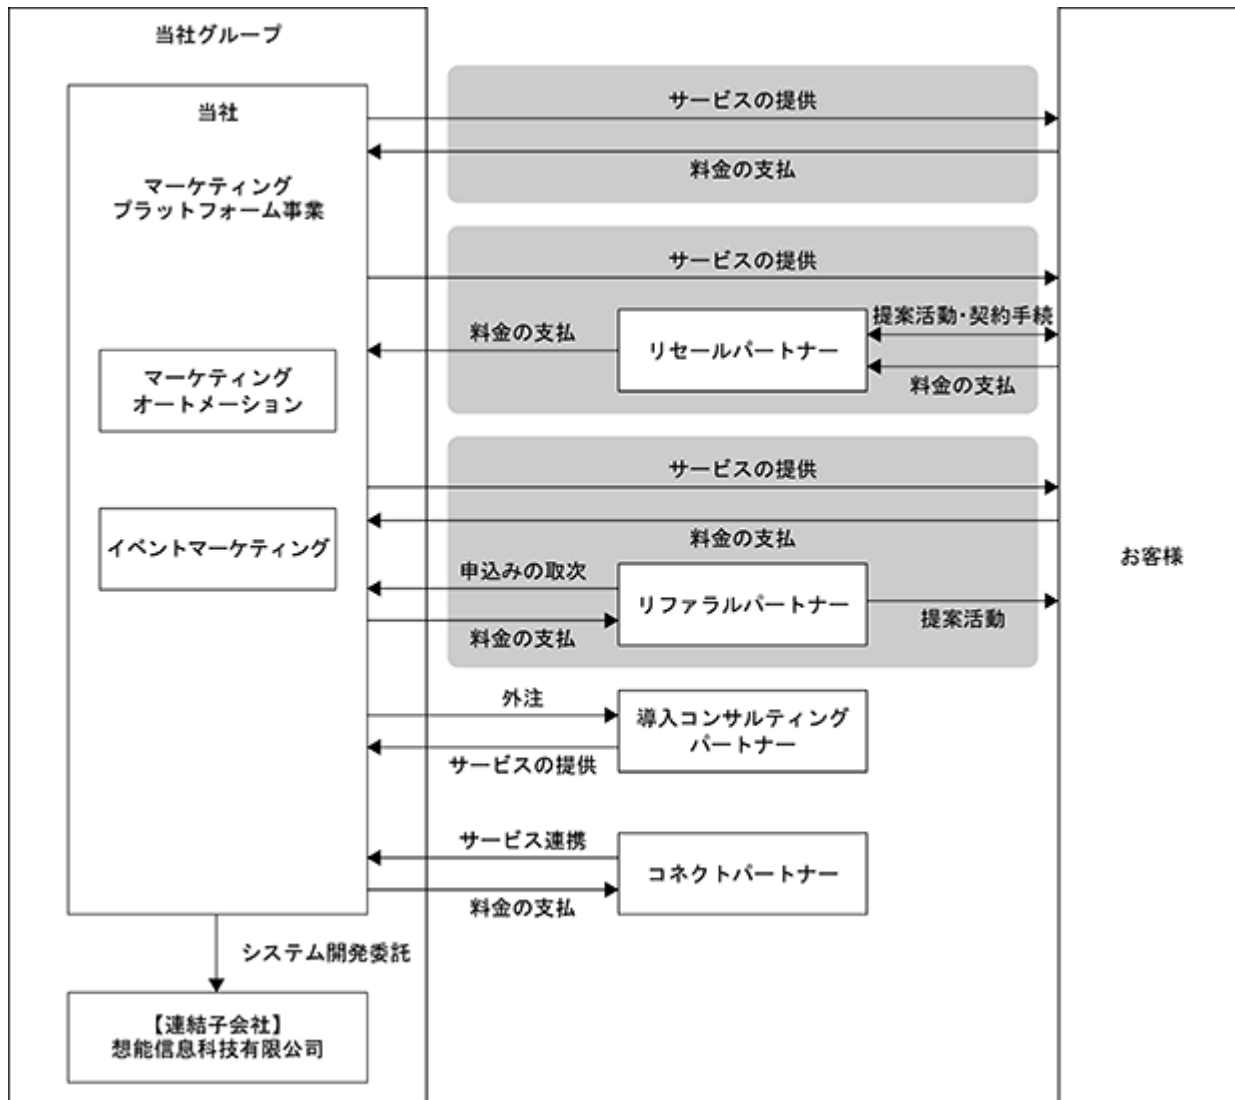 当社グループ
当社
マーケティング
プラットフォーム事業
マーケティング
オートメーション
イベントマーケティング
サービスの提供
料金の支払
サービスの提供
提案活動・契約手続
料金の支払
リセールパートナー
料金の支払
サービスの提供
料金の支払
申込みの取次
リファラルパートナー
提案活動
料金の支払
外注
導入コンサルティング
パートナー
サービスの提供
サービス連携
コネクトパートナー
料金の支払
お客様
システム開発委託
【連結子会社】
想能信息科技有限公司